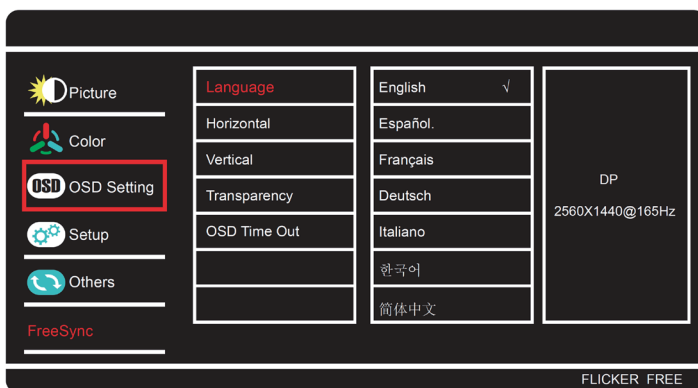 Picture
Color
OSD OSD Setting
Setup
Others
FreeSync
Language
Horizontal
Vertical
Transparency
OSD Time Out
English √
Español.
Français
Deutsch
Italiano
한국어
简体中文
DP
2560X1440@165Hz
FLICKER FREE